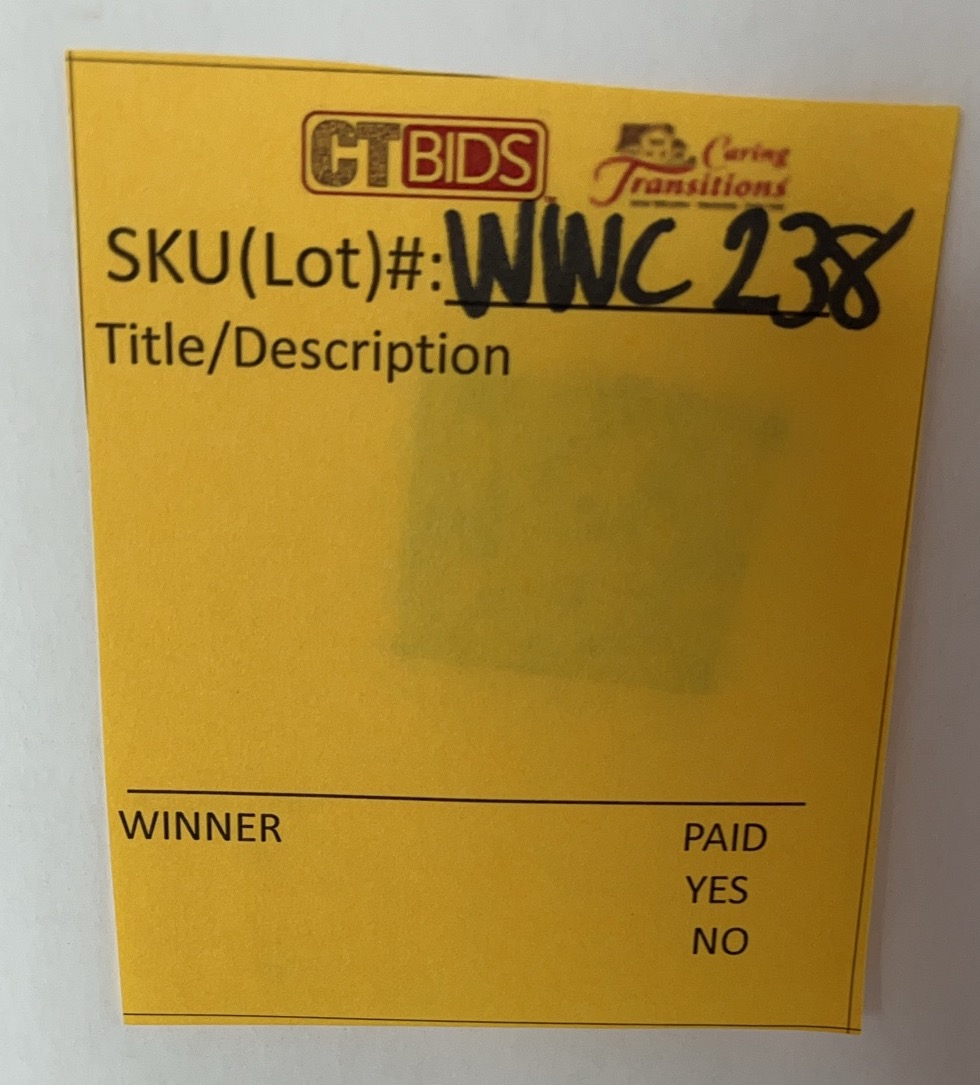 CTBIDS
Caring
Transitions
SKU(Lot)#: WWC 238
Title/Description
WINNER PAID
YES
NO